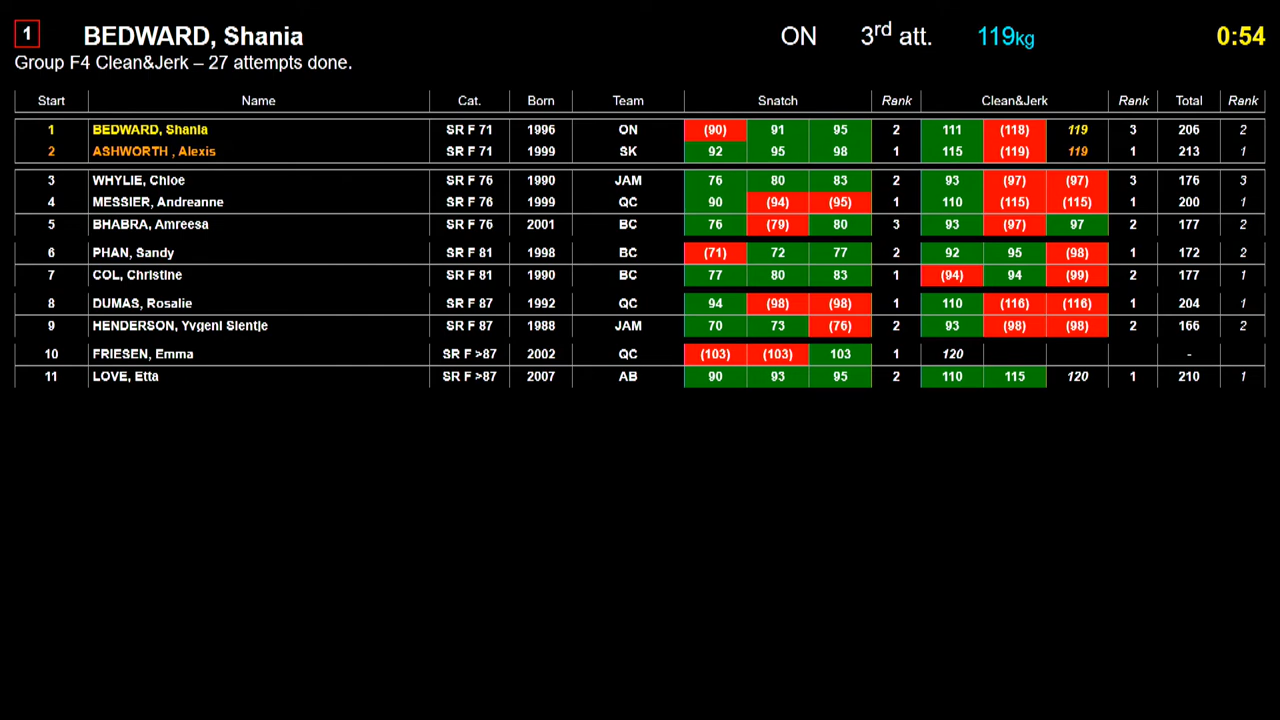 1 BEDWARD, Shania ON 3rd att. 119kg 0:54
Group F4 Clean&Jerk – 27 attempts done.
Start Name Cat. Born Team Snatch Rank Clean&Jerk Rank Total Rank
1 BEDWARD, Shania SR F 71 1996 ON (90) 91 95 2 111 (118) 119 3 206 2
2 ASHWORTH , Alexis SR F 71 1999 SK 92 95 98 1 115 (119) 119 1 213 1
3 WHYLIE, Chloe SR F 76 1990 JAM 76 80 83 2 93 (97) (97) 3 176 3
4 MESSIER, Andreanne SR F 76 1999 QC 90 (94) (95) 1 110 (115) (115) 1 200 1
5 BHABRA, Amreesa SR F 76 2001 BC 76 (79) 80 3 93 (97) 97 2 177 2
6 PHAN, Sandy SR F 81 1998 BC (71) 72 77 2 92 95 (98) 1 172 2
7 COL, Christine SR F 81 1990 BC 77 80 83 1 (94) 94 (99) 2 177 1
8 DUMAS, Rosalie SR F 87 1992 QC 94 (98) (98) 1 110 (116) (116) 1 204 1
9 HENDERSON, Yvgeni Sientje SR F 87 1988 JAM 70 73 (76) 2 93 (98) (98) 2 166 2
10 FRIESEN, Emma SR F >87 2002 QC (103) (103) 103 1 120 -
11 LOVE, Etta SR F >87 2007 AB 90 93 95 2 110 115 120 1 210 1